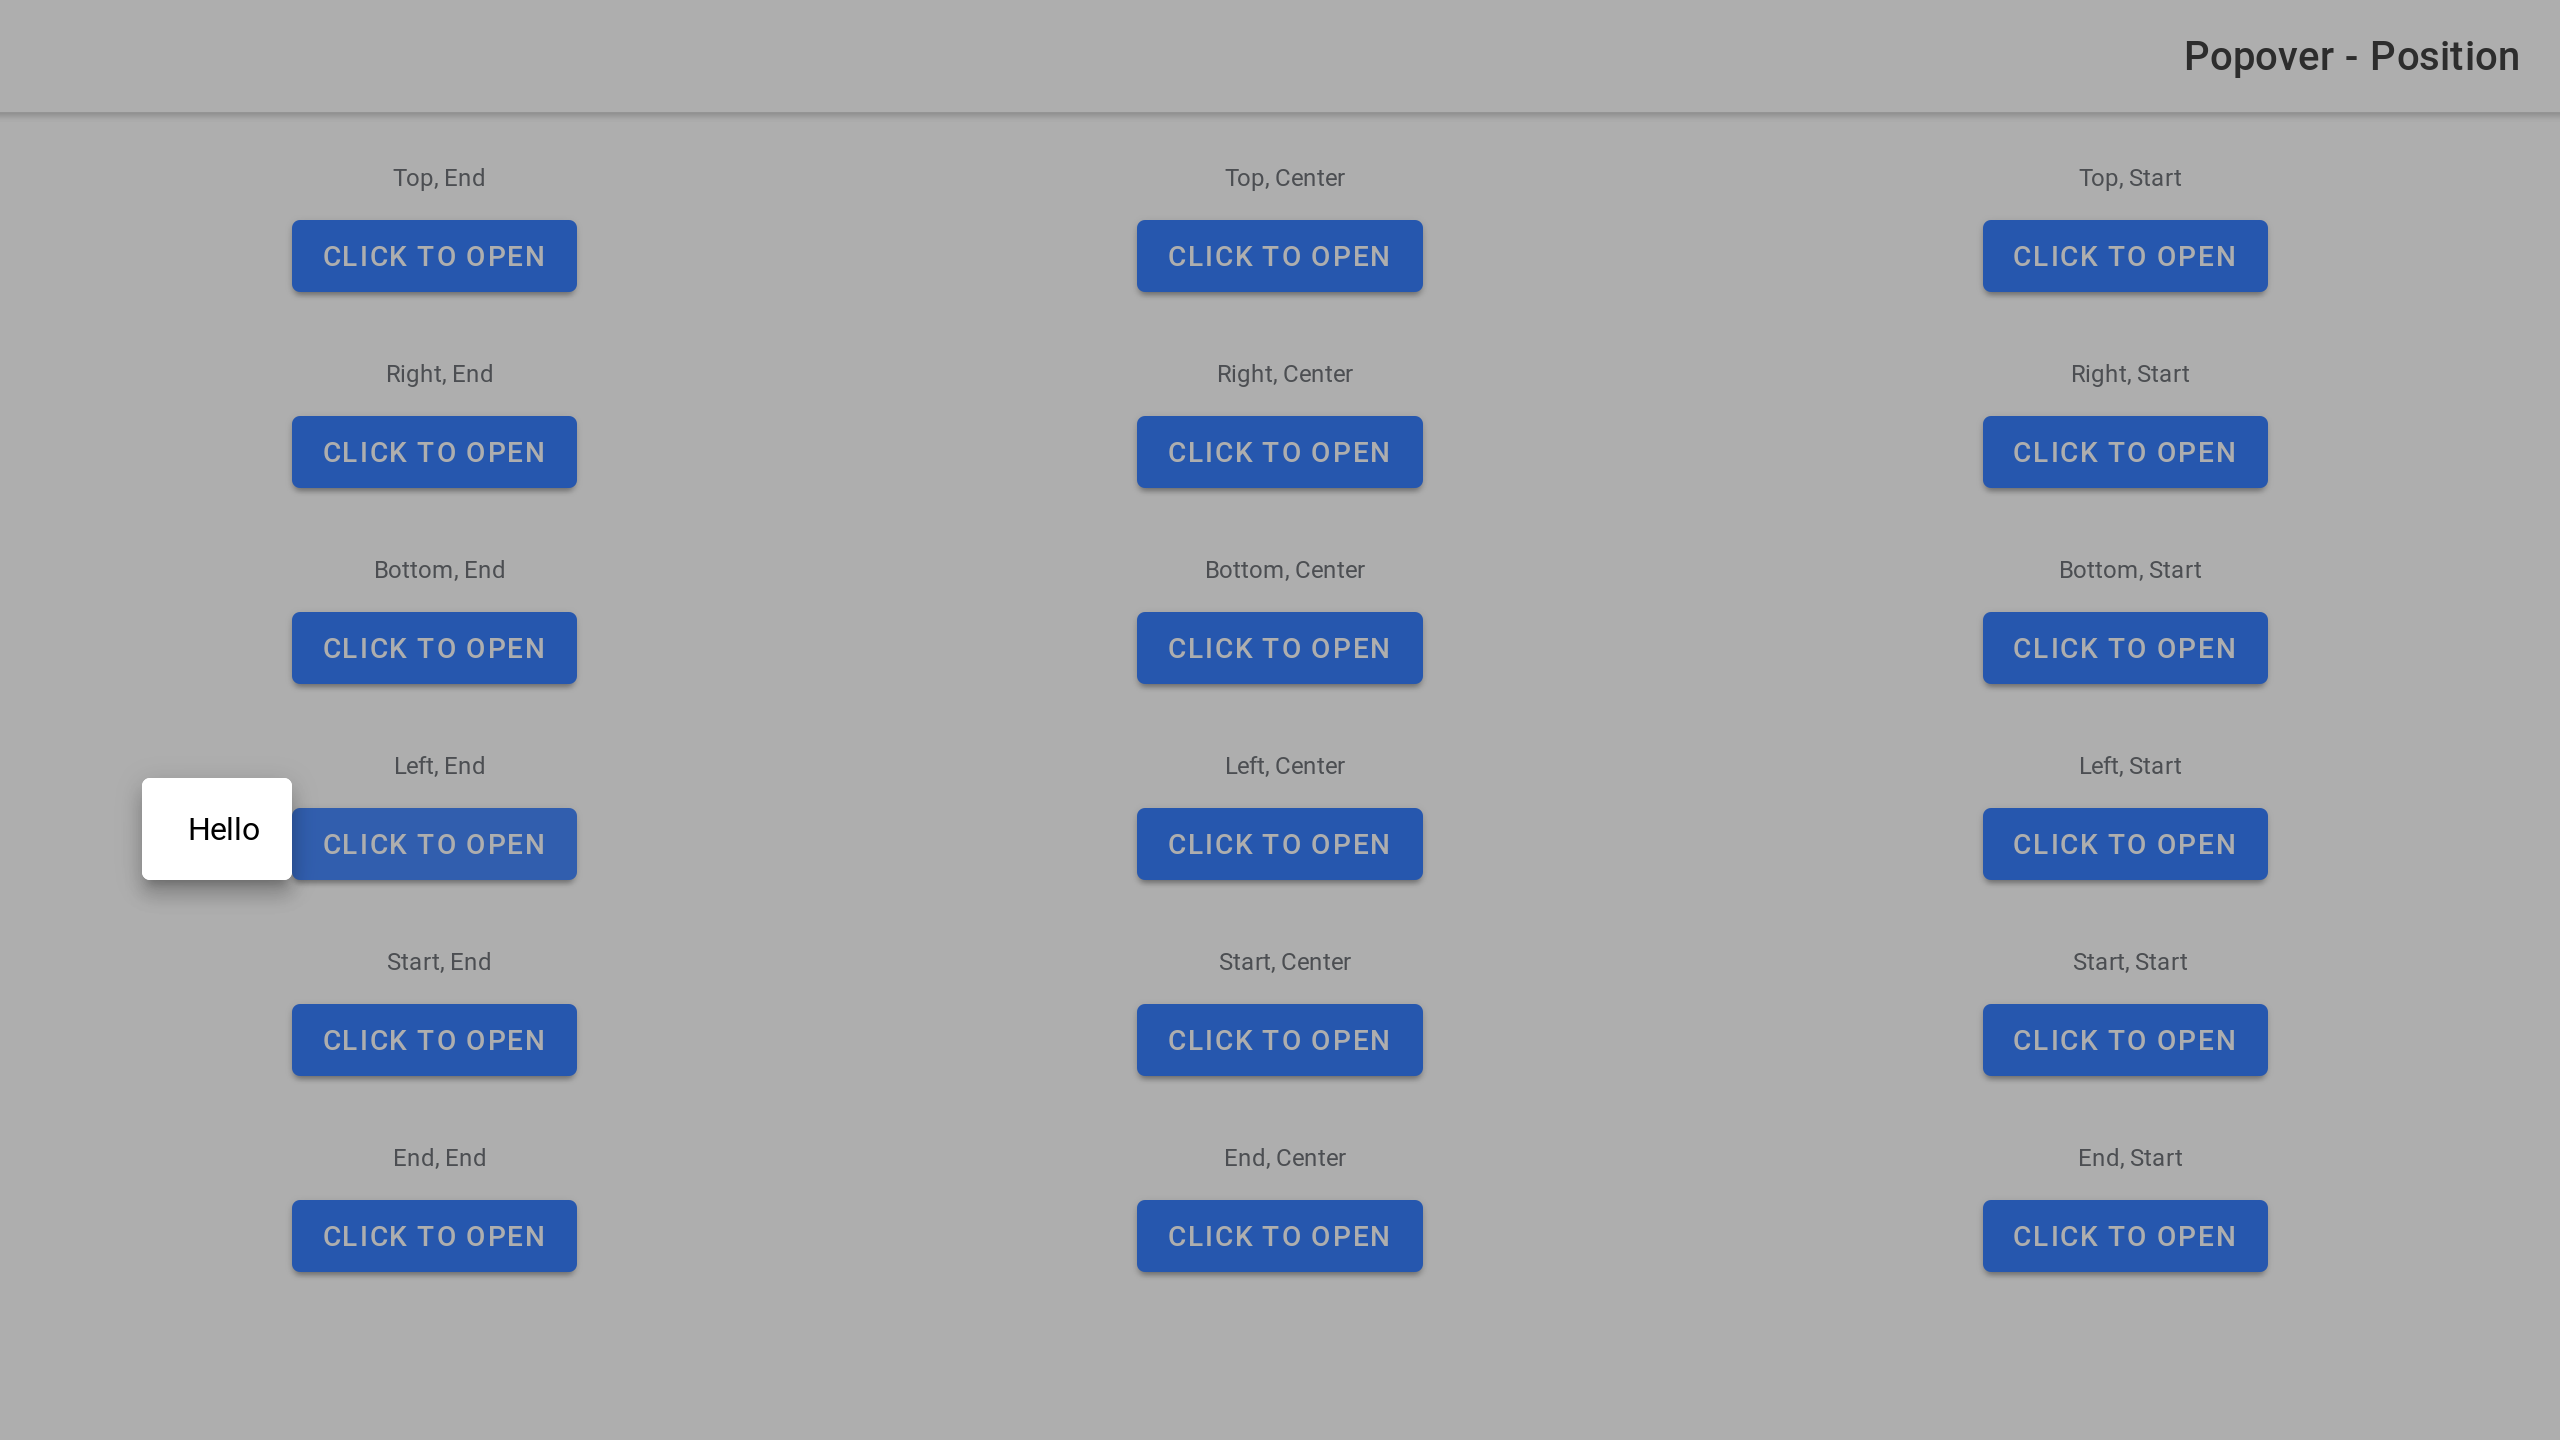 Popover - Position
Top, End
Top, Center
Top, Start
CLICK TO OPEN
CLICK TO OPEN
CLICK TO OPEN
Right, End
Right, Center
Right, Start
CLICK TO OPEN
CLICK TO OPEN
CLICK TO OPEN
Bottom, End
Bottom, Center
Bottom, Start
CLICK TO OPEN
CLICK TO OPEN
CLICK TO OPEN
Left, End
Left, Center
Left, Start
Hello
CLICK TO OPEN
CLICK TO OPEN
CLICK TO OPEN
Start, End
Start, Center
Start, Start
CLICK TO OPEN
CLICK TO OPEN
CLICK TO OPEN
End, End
End, Center
End, Start
CLICK TO OPEN
CLICK TO OPEN
CLICK TO OPEN